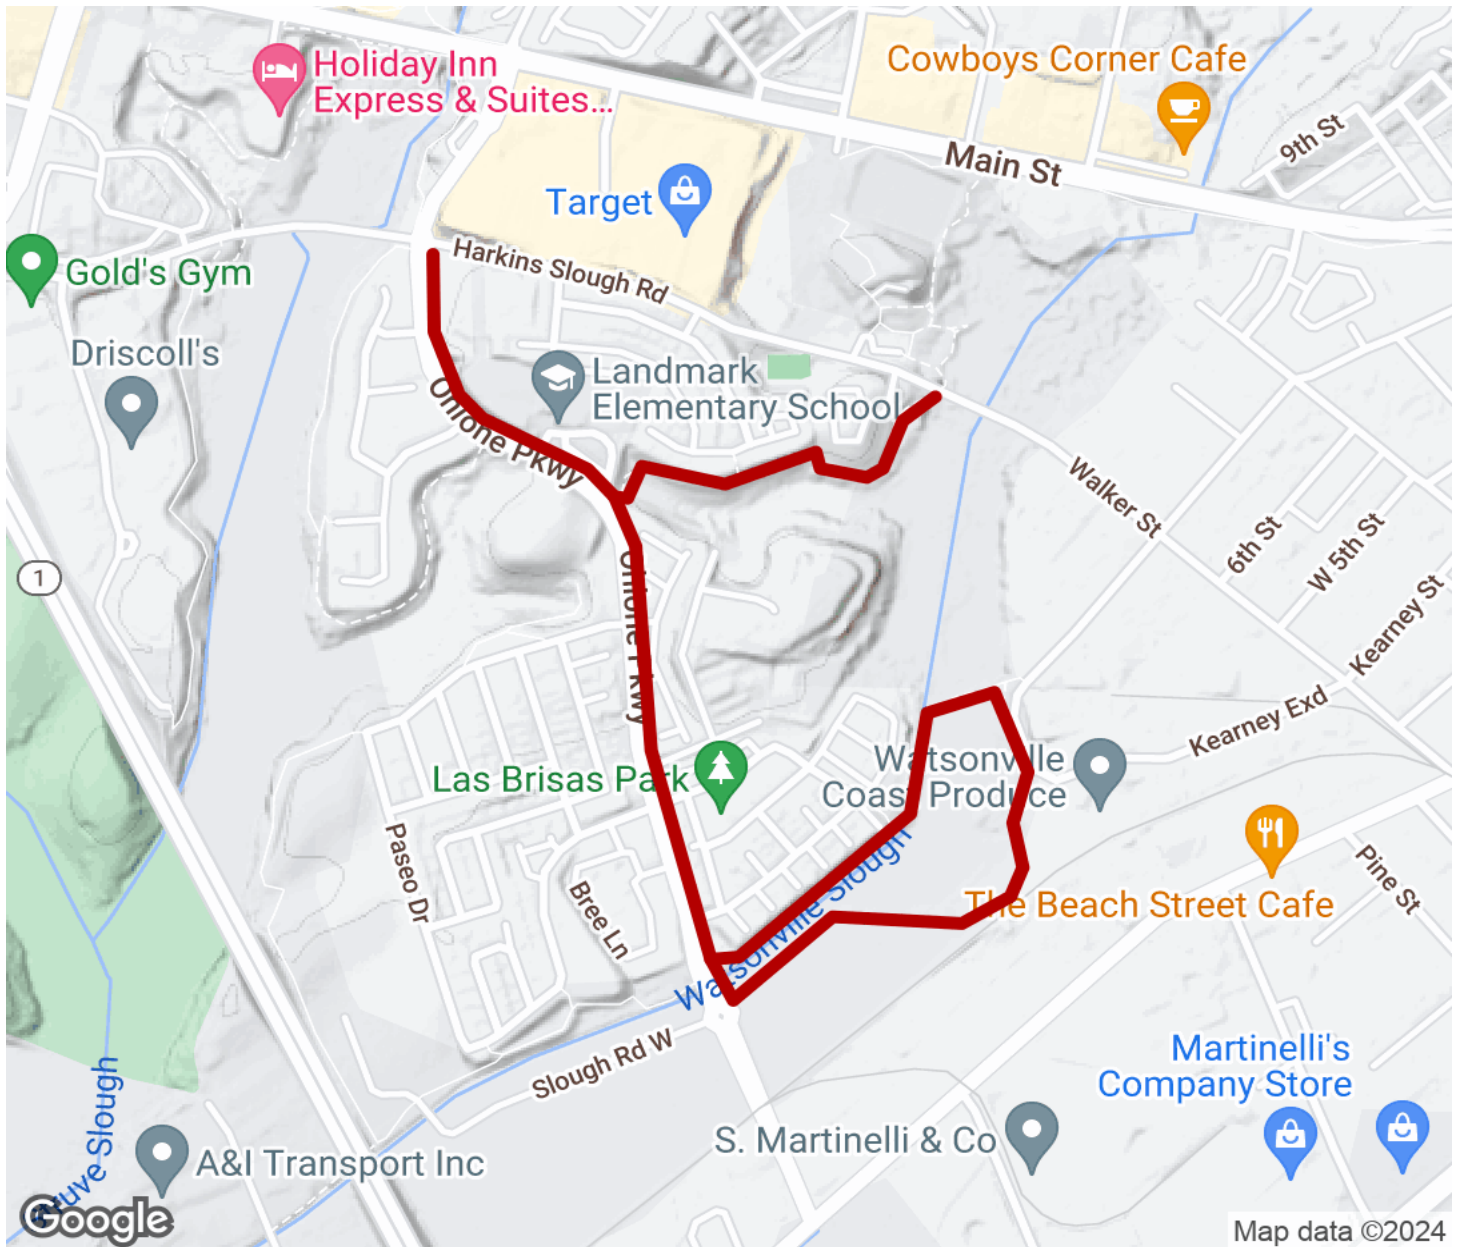 Holiday Inn
Express & Suites...
Cowboys Corner Cafe
9th St
Main St
Target
Harkins Slough Rd
Gold's Gym
Driscoll's
Landmark
Elementary School
Ohlone Pkwy
Walker St
6th St
W 5th St
Kearney St
1
Ohlone Pkwy
Kearney Exd
Watsonville
Coast Produce
Las Brisas Park
Paseo Dr
Bree Ln
Watsonville Slough
The Beach Street Cafe
Pine St
Slough Rd W
Martinelli's
Company Store
S. Martinelli & Co
A&I Transport Inc
Slough
Google
Map data ©2024